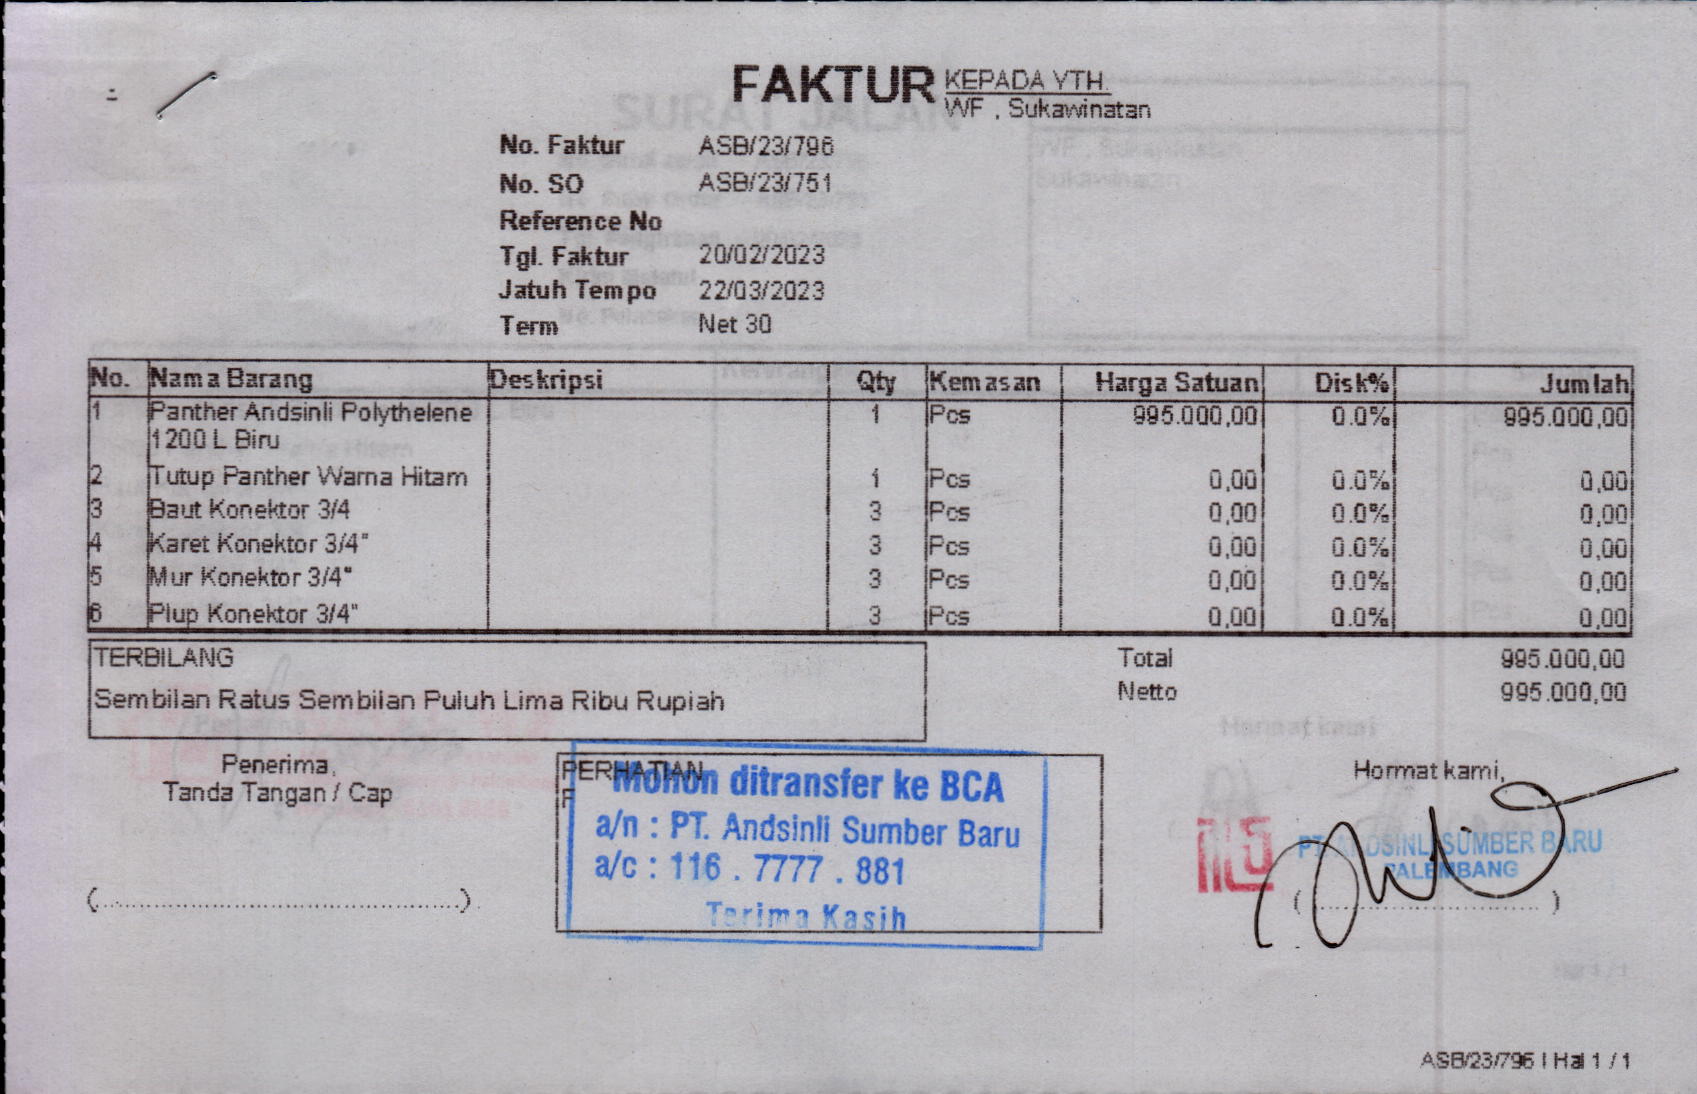 FAKTUR
KEPADA YTH.
WF , Sukawinatan
SURAT JALAN
No. Faktur ASB/23/796
No. SO ASB/23/751
Reference No
Tgl. Faktur 20/02/2023
Jatuh Tempo 22/03/2023
Term Net 30
No. Nama Barang Deskripsi Qty Kemasan Harga Satuan Disk% Jumlah
1 Panther Andsinli Polythelene 1 Pcs 995.000,00 0.0% 995.000,00
1200 L Biru
2 Tutup Panther Warna Hitam 1 Pcs 0,00 0.0% 0,00
3 Baut Konektor 3/4 3 Pcs 0,00 0.0% 0,00
4 Karet Konektor 3/4" 3 Pcs 0,00 0.0% 0,00
5 Mur Konektor 3/4" 3 Pcs 0,00 0.0% 0,00
6 Plup Konektor 3/4" 3 Pcs 0,00 0.0% 0,00
TERBILANG
Sembilan Ratus Sembilan Puluh Lima Ribu Rupiah
Total 995.000,00
Netto 995.000,00
Penerima,
Tanda Tangan / Cap
(..........................................)
PERHATIAN
Mohon ditransfer ke BCA
a/n : PT. Andsinli Sumber Baru
a/c : 116 . 7777 . 881
Terima Kasih
Hormat kami,
PT. ANDSINLI SUMBER BARU
PALEMBANG
(..........................)
ASB/23/796 | Hal 1 / 1